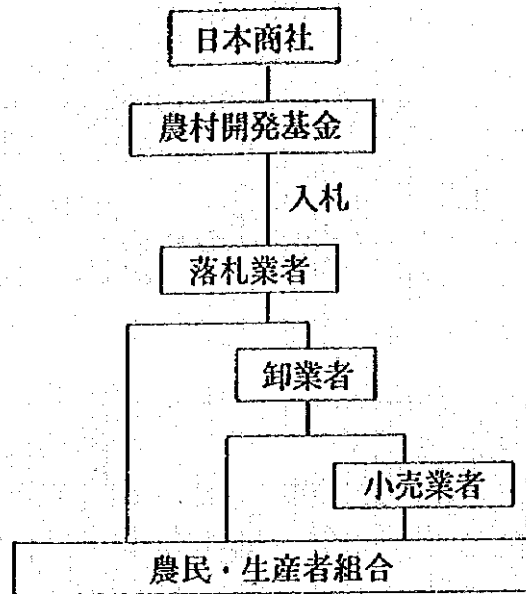 日本商社
農村開発基金
入札
落札業者
卸業者
小売業者
農民・生産者組合